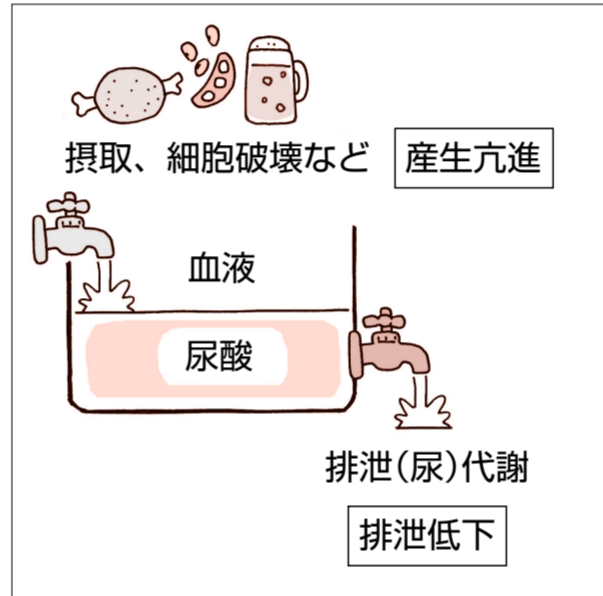 摂取、細胞破壊など 産生亢進
血液
尿酸
排泄(尿)代謝
排泄低下